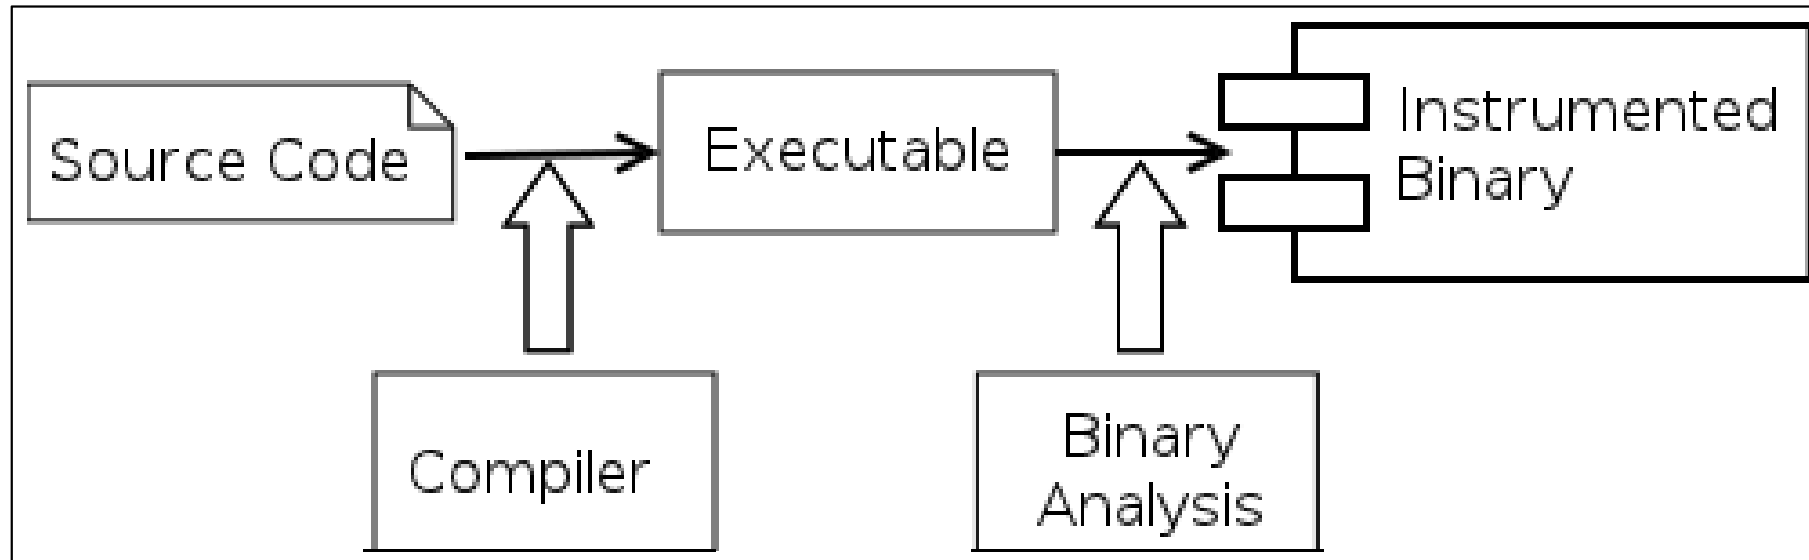 Source Code
Executable
Instrumented
Binary
Compiler
Binary
Analysis